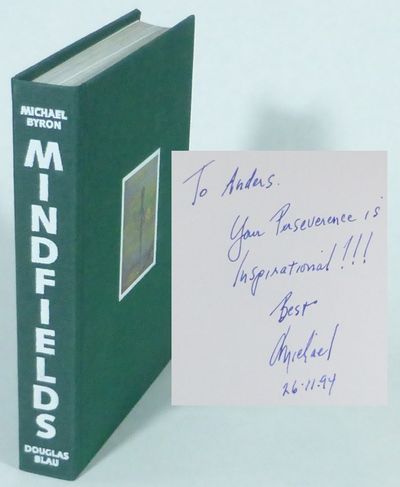 MICHAEL
BYRON
MINDFIELDS
DOUGLAS
BLAU
To Anders.
Your Perseverence is
Inspirational!!!
Best
Michael
26.11.94